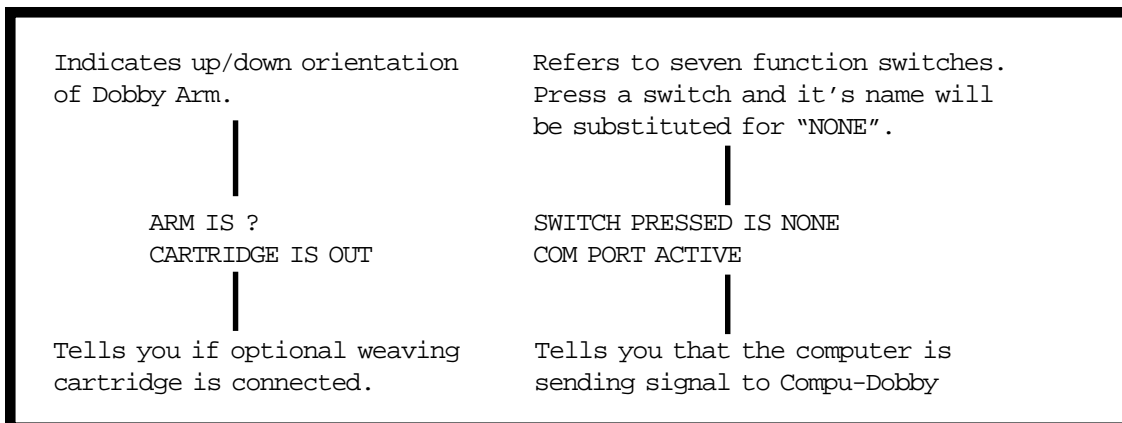 Indicates up/down orientation
of Dobby Arm.
Refers to seven function switches.
Press a switch and it's name will
be substituted for “NONE”.
ARM IS ?
CARTRIDGE IS OUT
SWITCH PRESSED IS NONE
COM PORT ACTIVE
Tells you if optional weaving
cartridge is connected.
Tells you that the computer is
sending signal to Compu-Dobby